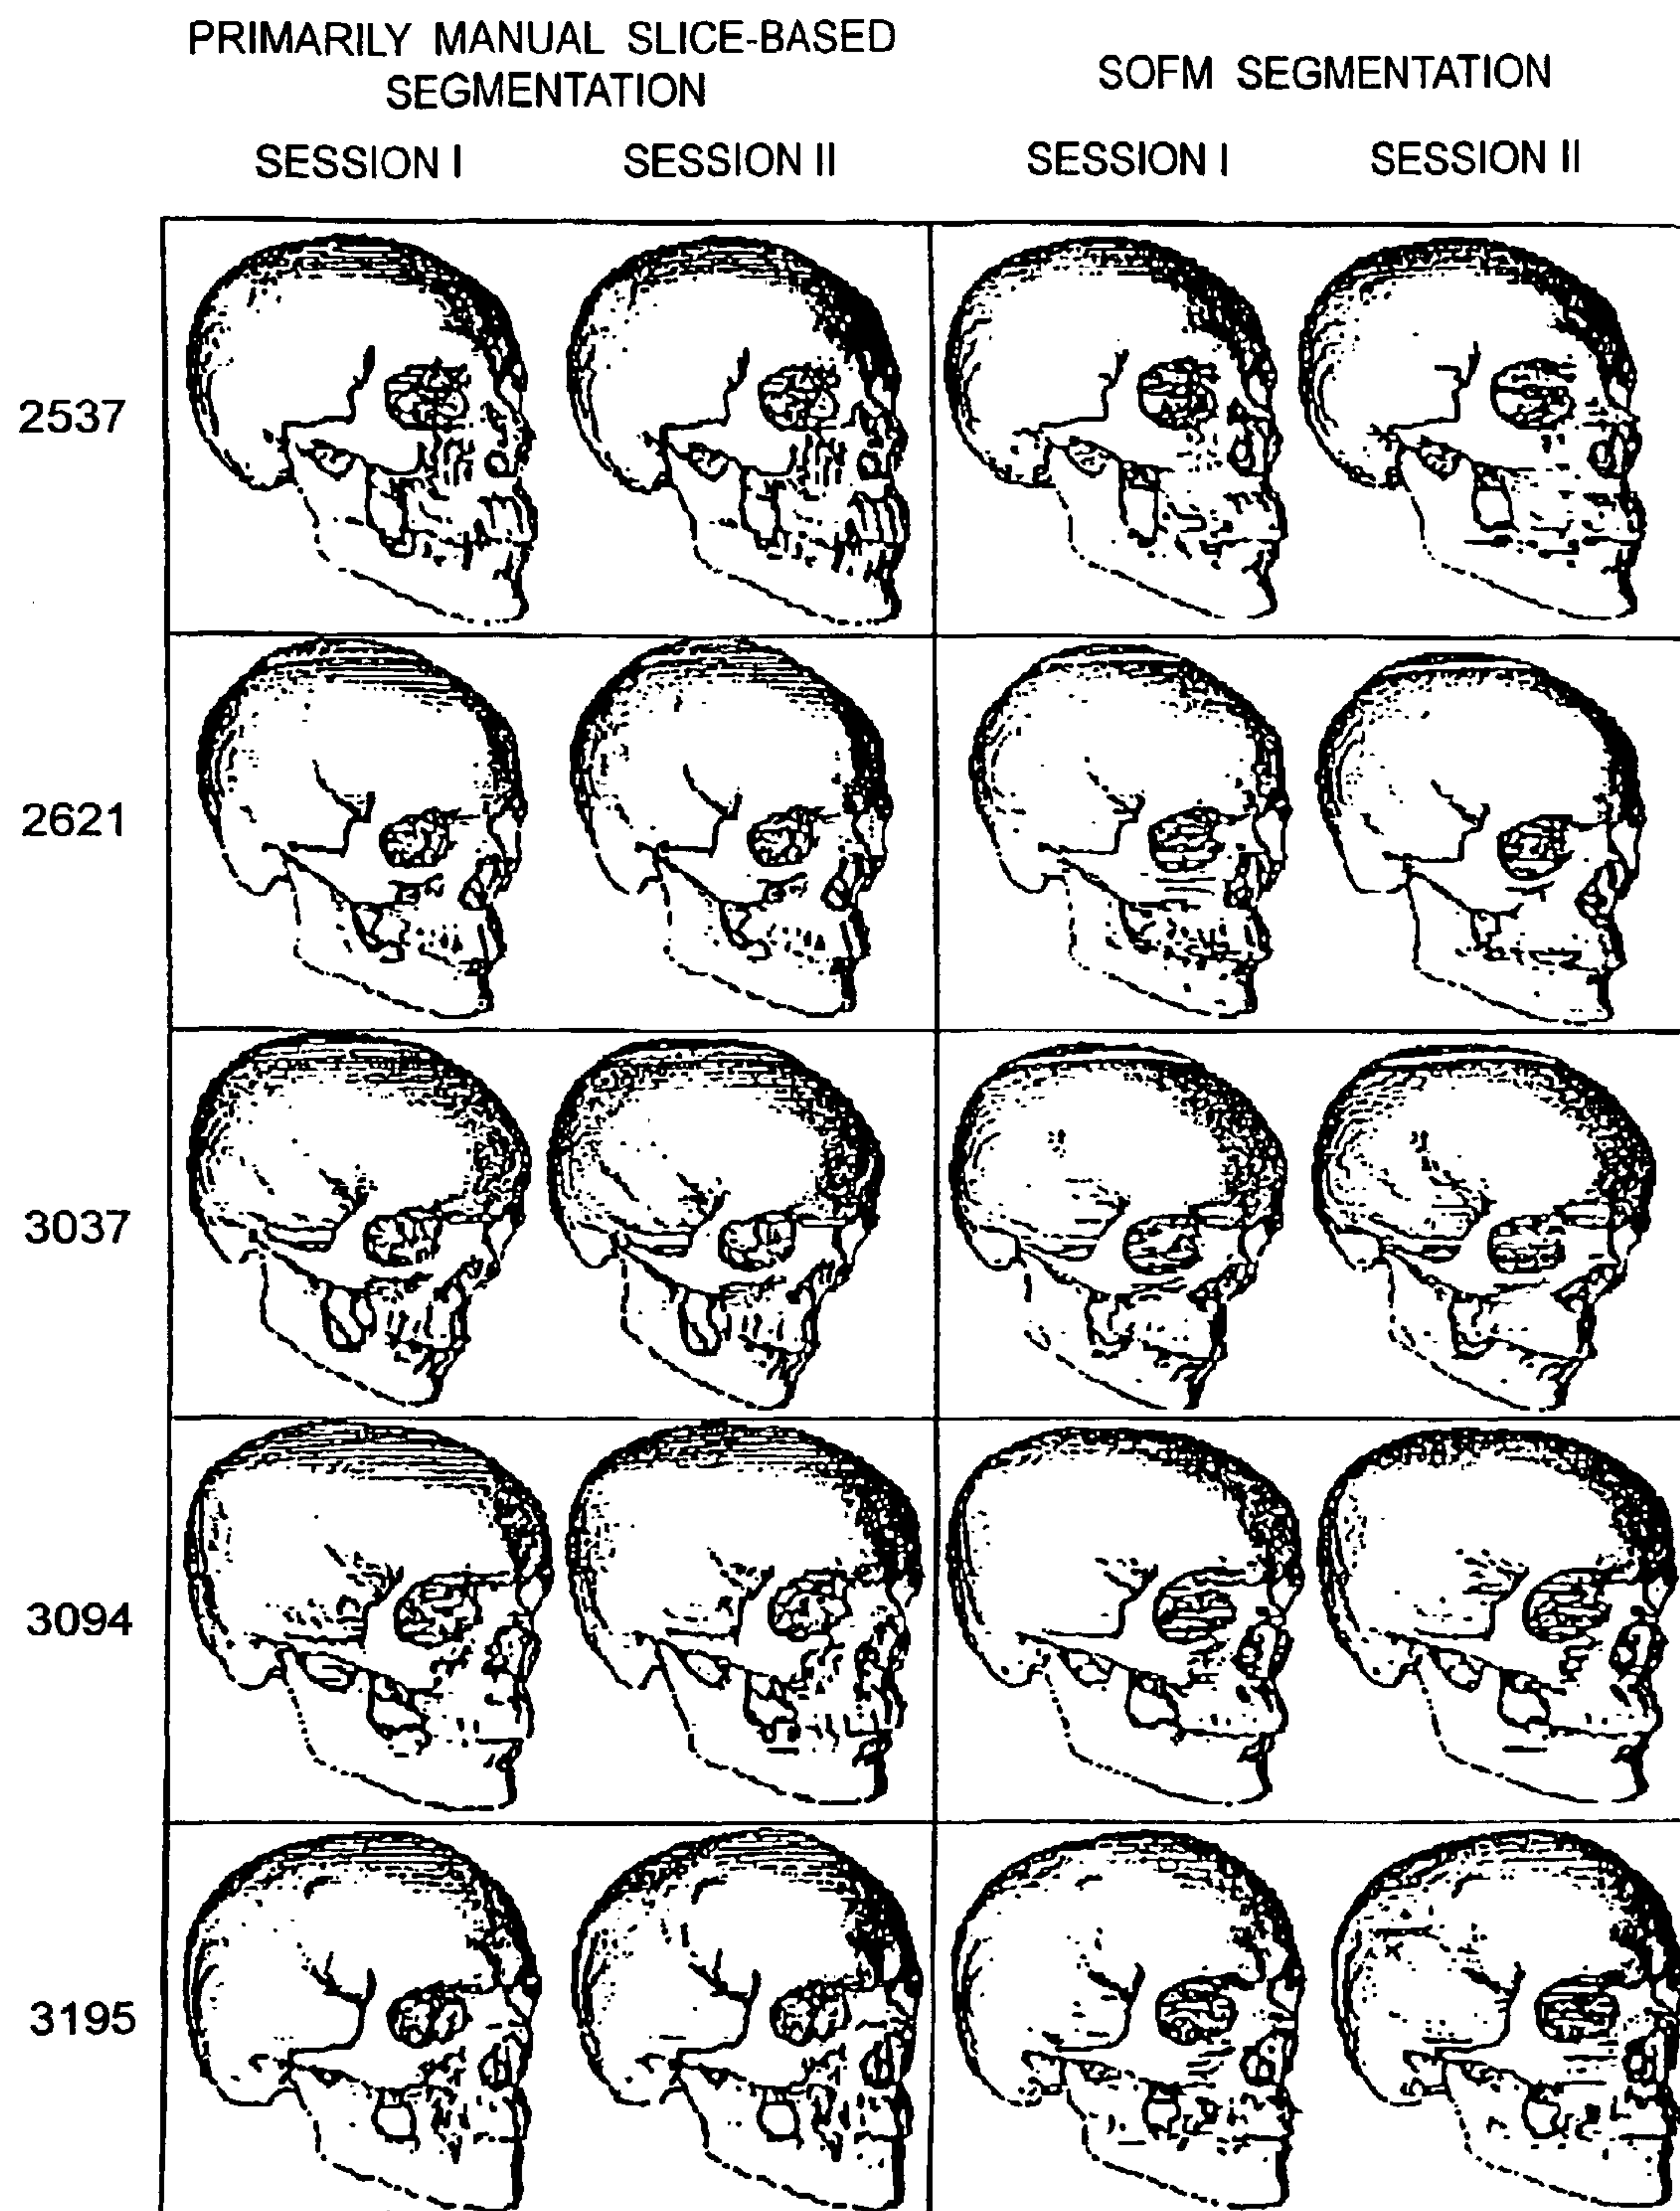 PRIMARILY MANUAL SLICE-BASED
SEGMENTATION
SOFM SEGMENTATION
SESSION I
SESSION II
SESSION I
SESSION II
2537
2621
3037
3094
3195